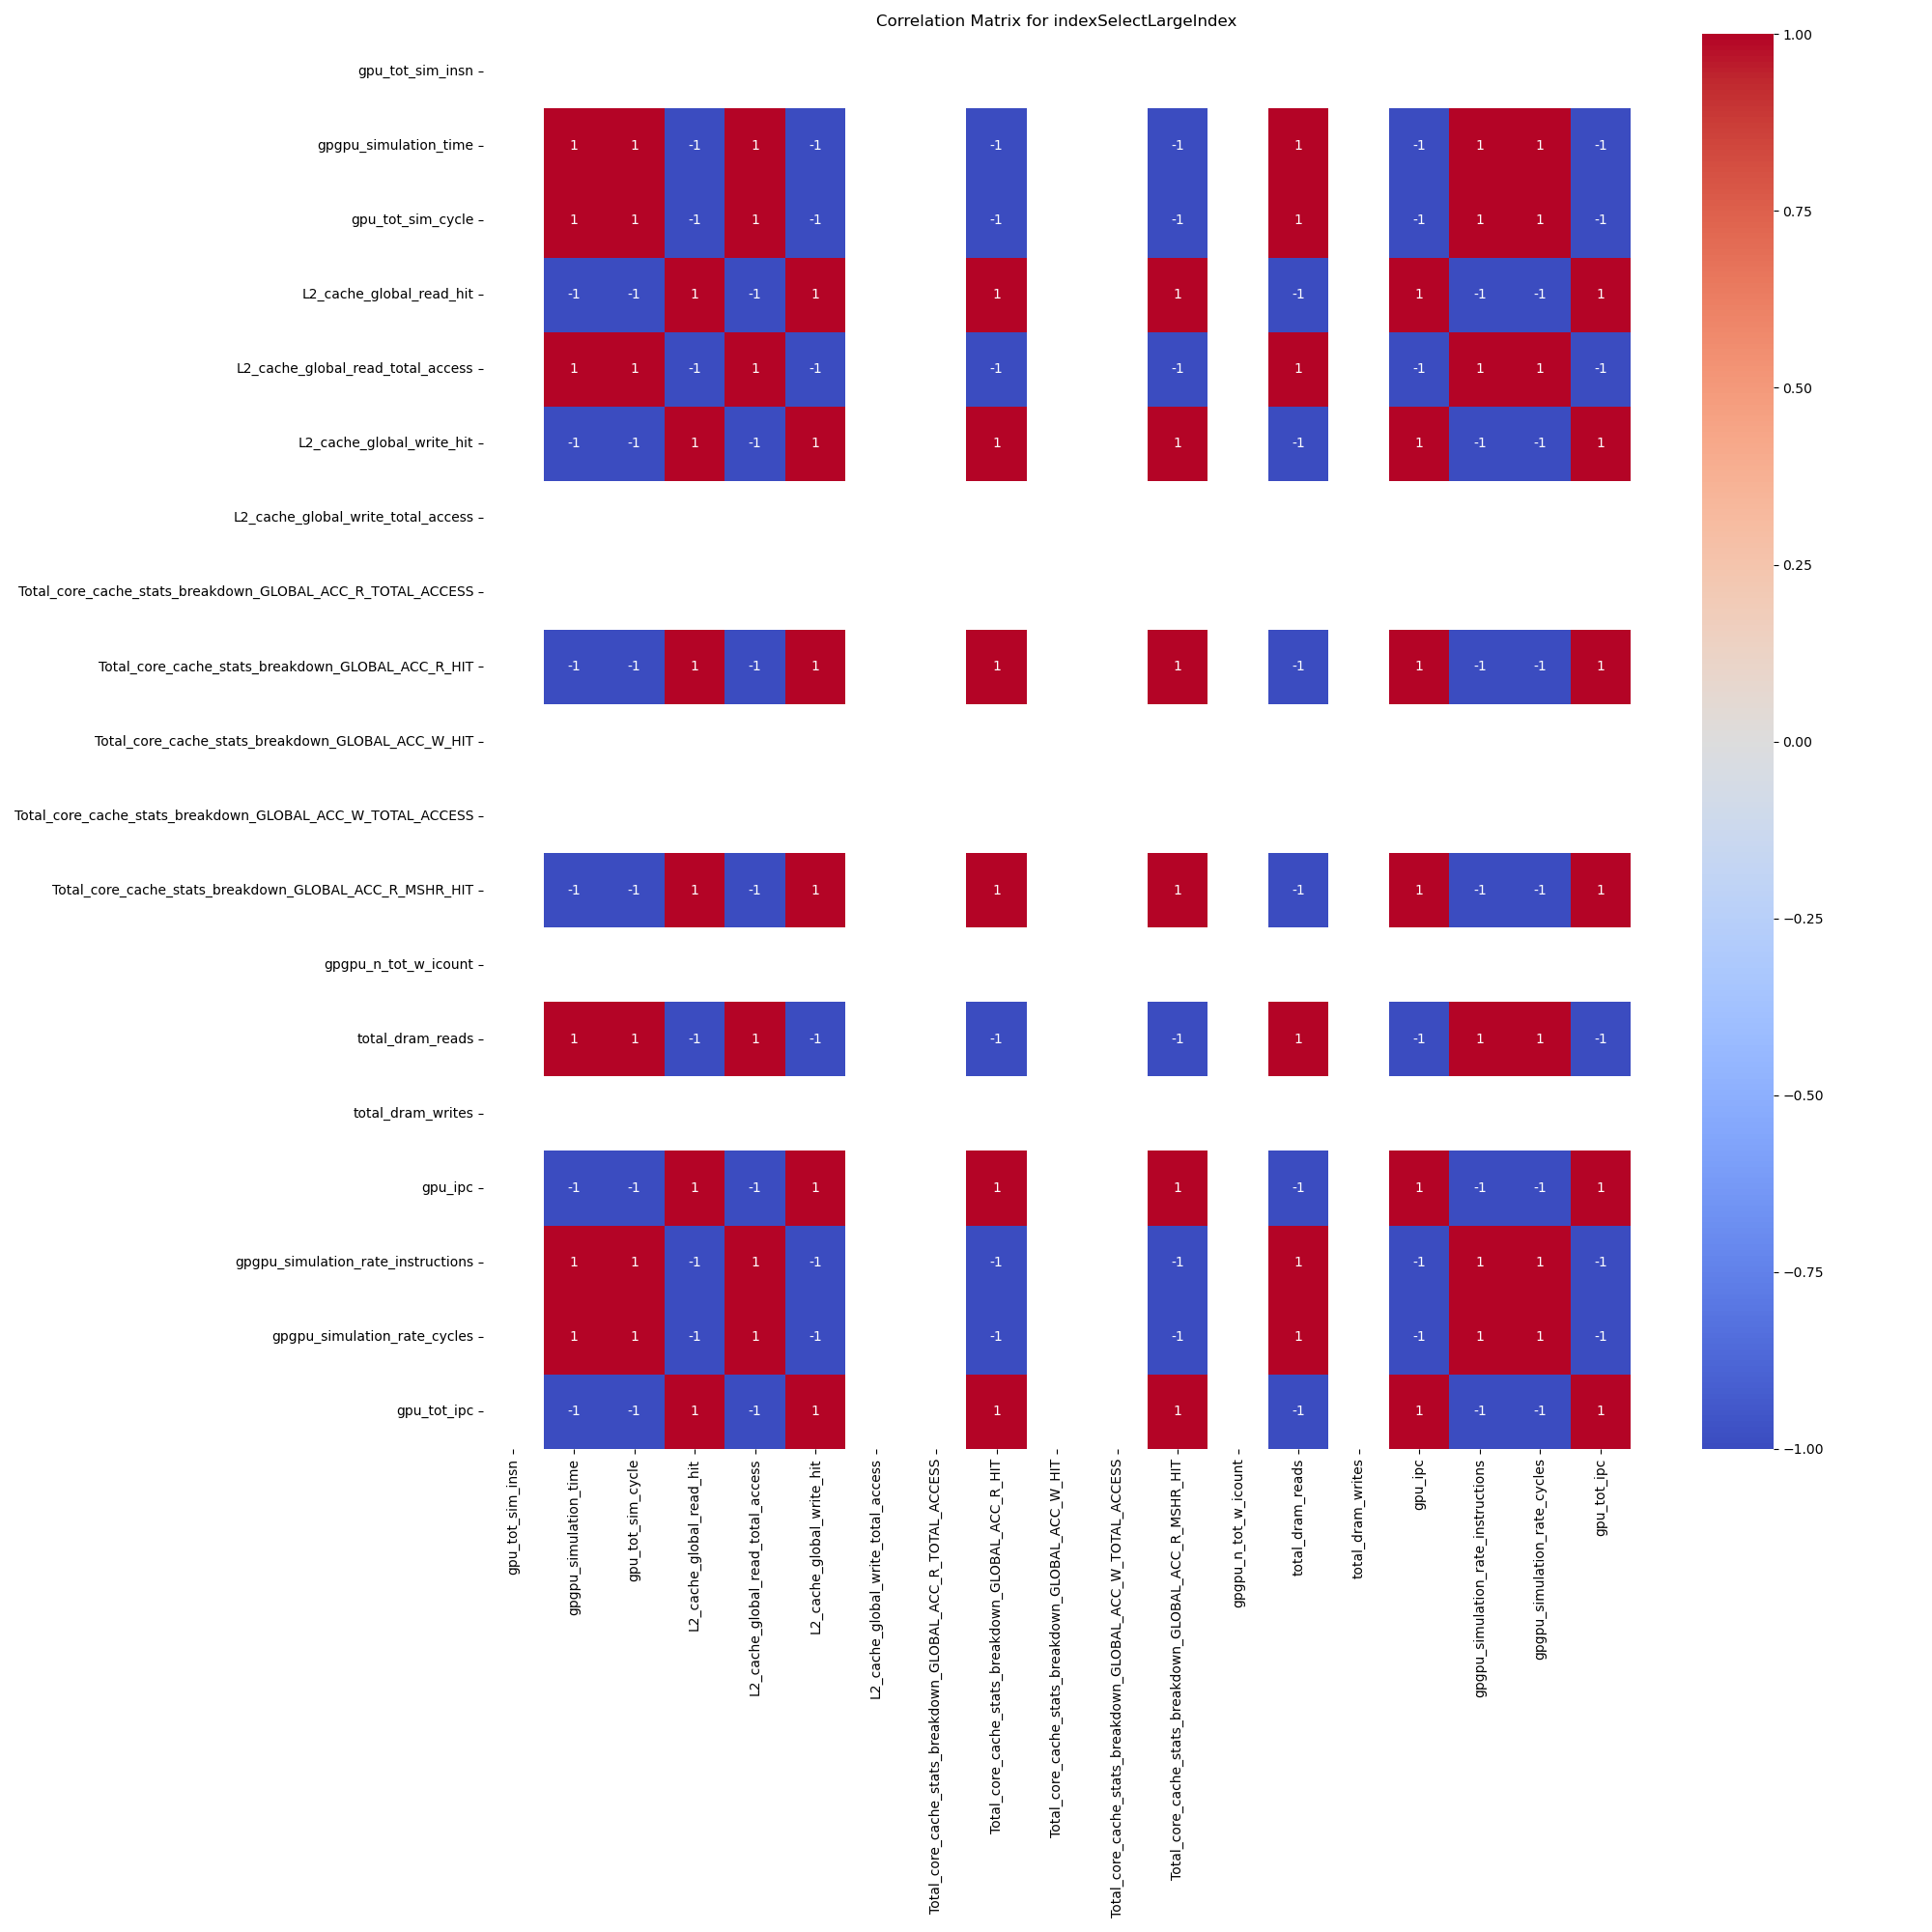 Correlation Matrix for indexSelectLargeIndex
gpu_tot_sim_insn
gpgpu_simulation_time 1 1 -1 1 -1 -1 -1 1 -1 1 1 -1
gpu_tot_sim_cycle 1 1 -1 1 -1 -1 -1 1 -1 1 1 -1
L2_cache_global_read_hit -1 -1 1 -1 1 1 1 -1 1 -1 -1 1
L2_cache_global_read_total_access 1 1 -1 1 -1 -1 -1 1 -1 1 1 -1
L2_cache_global_write_hit -1 -1 1 -1 1 1 1 -1 1 -1 -1 1
L2_cache_global_write_total_access
Total_core_cache_stats_breakdown_GLOBAL_ACC_R_TOTAL_ACCESS
Total_core_cache_stats_breakdown_GLOBAL_ACC_R_HIT -1 -1 1 -1 1 1 1 -1 1 -1 -1 1
Total_core_cache_stats_breakdown_GLOBAL_ACC_W_HIT
Total_core_cache_stats_breakdown_GLOBAL_ACC_W_TOTAL_ACCESS
Total_core_cache_stats_breakdown_GLOBAL_ACC_R_MSHR_HIT -1 -1 1 -1 1 1 1 -1 1 -1 -1 1
gpgpu_n_tot_w_icount
total_dram_reads 1 1 -1 1 -1 -1 -1 1 -1 1 1 -1
total_dram_writes
gpu_ipc -1 -1 1 -1 1 1 1 -1 1 -1 -1 1
gpgpu_simulation_rate_instructions 1 1 -1 1 -1 -1 -1 1 -1 1 1 -1
gpgpu_simulation_rate_cycles 1 1 -1 1 -1 -1 -1 1 -1 1 1 -1
gpu_tot_ipc -1 -1 1 -1 1 1 1 -1 1 -1 -1 1
gpu_tot_sim_insn
gpgpu_simulation_time
gpu_tot_sim_cycle
L2_cache_global_read_hit
L2_cache_global_read_total_access
L2_cache_global_write_hit
L2_cache_global_write_total_access
Total_core_cache_stats_breakdown_GLOBAL_ACC_R_TOTAL_ACCESS
Total_core_cache_stats_breakdown_GLOBAL_ACC_R_HIT
Total_core_cache_stats_breakdown_GLOBAL_ACC_W_HIT
Total_core_cache_stats_breakdown_GLOBAL_ACC_W_TOTAL_ACCESS
Total_core_cache_stats_breakdown_GLOBAL_ACC_R_MSHR_HIT
gpgpu_n_tot_w_icount
total_dram_reads
total_dram_writes
gpu_ipc
gpgpu_simulation_rate_instructions
gpgpu_simulation_rate_cycles
gpu_tot_ipc
1.00
0.75
0.50
0.25
0.00
−0.25
−0.50
−0.75
−1.00